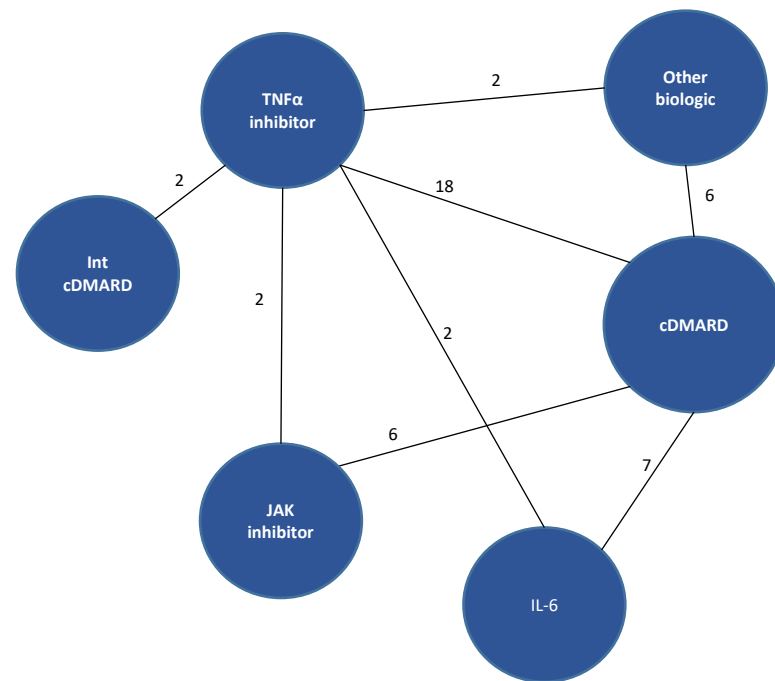 TNFα
inhibitor
2
Other
biologic
2
18
6
Int
cDMARD
2
2
cDMARD
6
7
JAK
inhibitor
IL-6